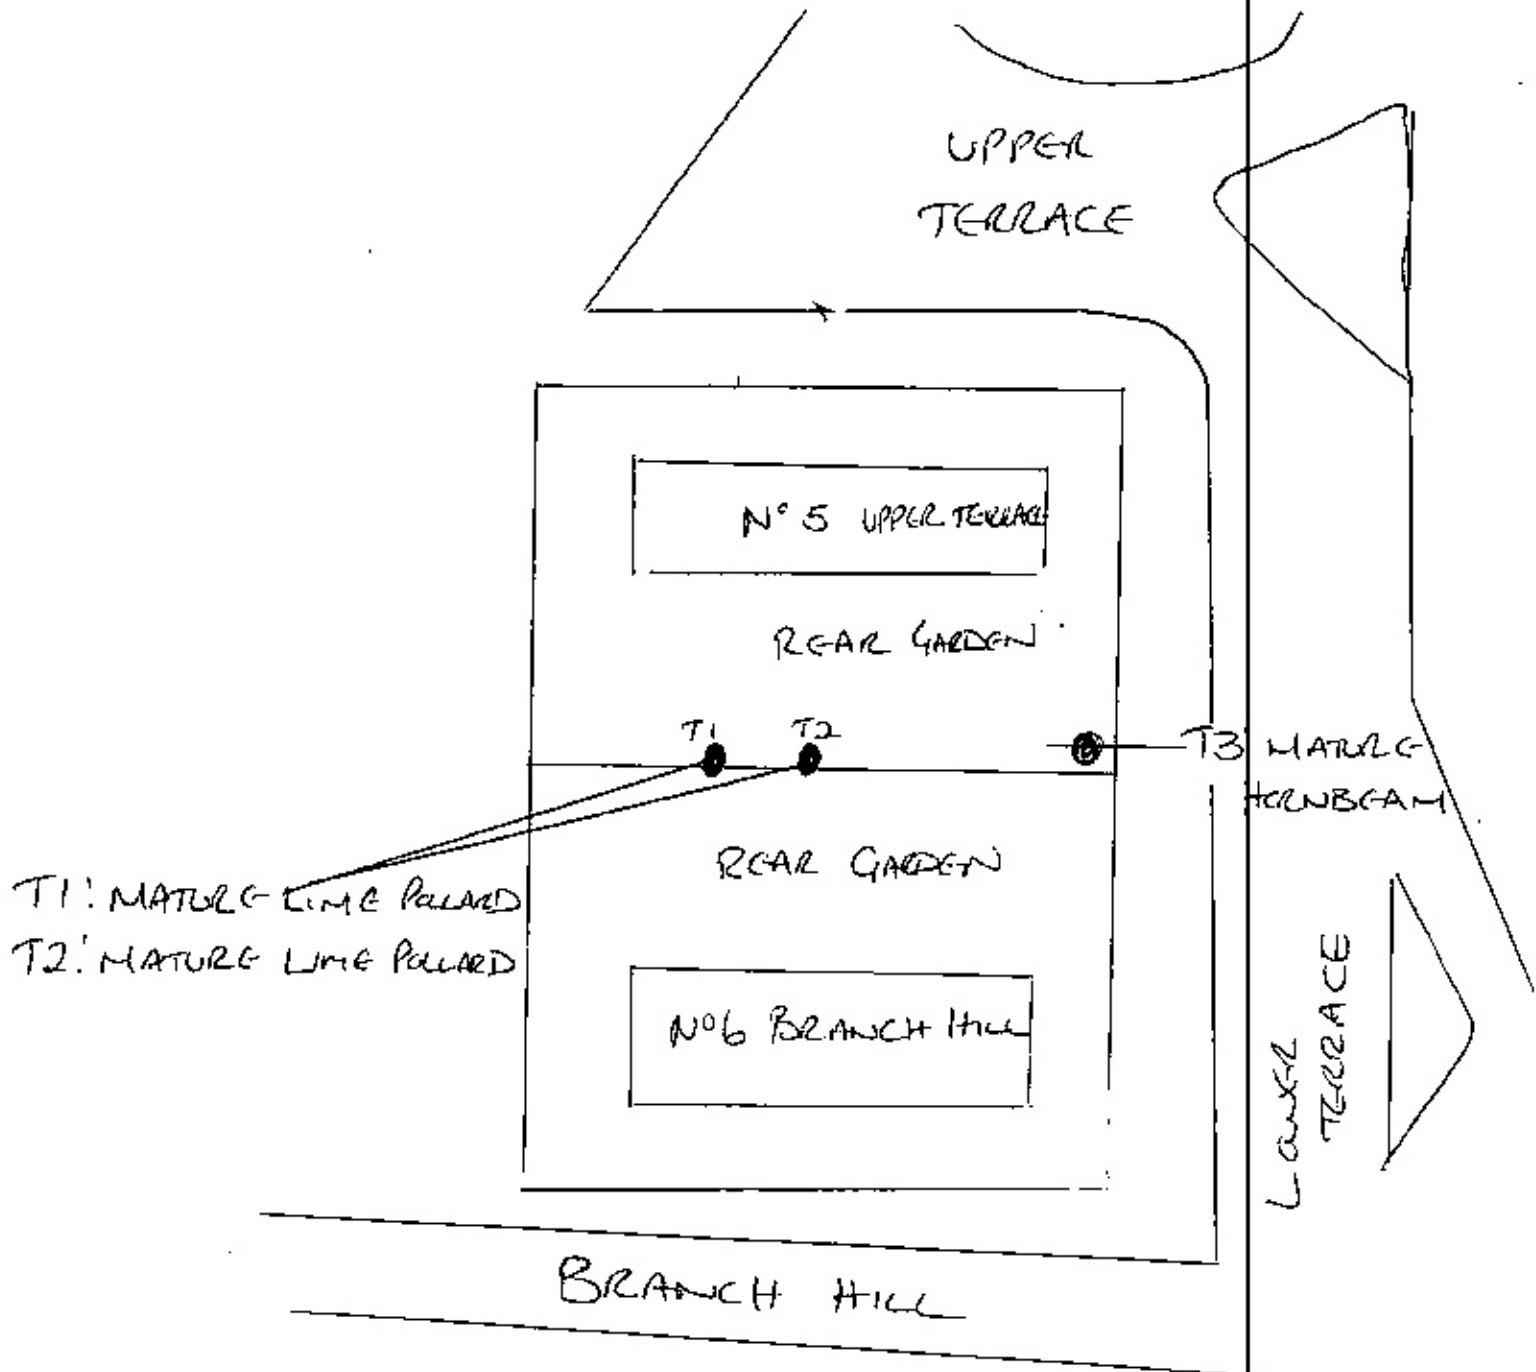 UPPER
TERRACE
N° 5 UPPER TERRACE
REAR GARDEN
T1
T2
T3 MATURE
HORNBEAM
REAR GARDEN
T1: MATURE LIME POLLARD
T2: MATURE LIME POLLARD
N°6 BRANCH HILL
LOWER
TERRACE
BRANCH HILL